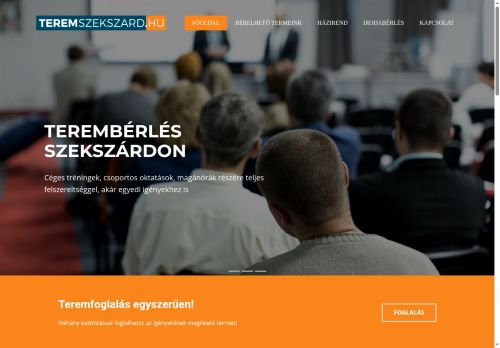 TEREMSZEKSZARD.HU
FŐOLDAL BÉRELHETŐ TERMEINK HÁZIREND IRODABÉRLÉS KAPCSOLAT
TEREMBÉRLÉS
SZEKSZÁRDON
Céges tréningek, csoportos oktatások, magánórák részére teljes
felszereltséggel, akár egyedi igényekhez is
Teremfoglalás egyszerűen!
Néhány kattintással foglalhatsz az igényeidnek megfelelő termet!
FOGLALÁS